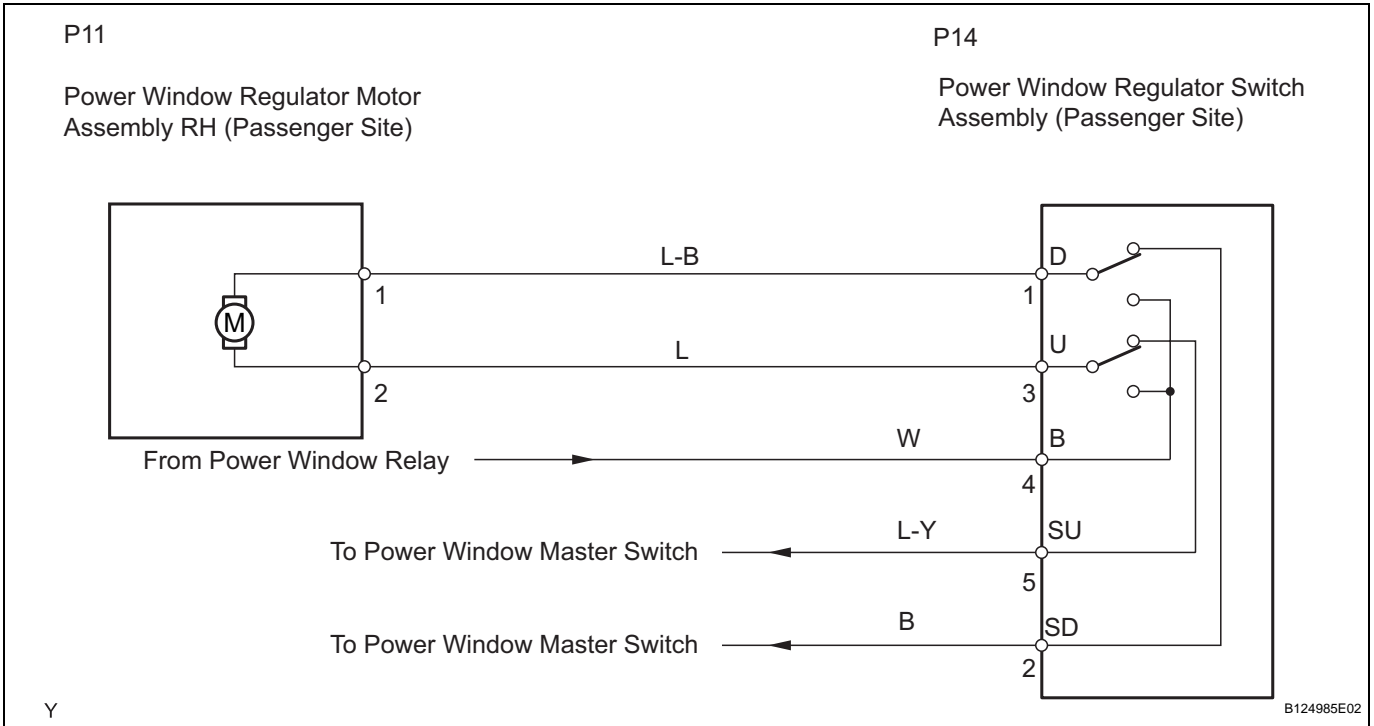 P11
P14
Power Window Regulator Motor
Assembly RH (Passenger Site)
Power Window Regulator Switch
Assembly (Passenger Site)
M
1
L-B
1
D
2
L
3
U
From Power Window Relay
W
4
B
To Power Window Master Switch
L-Y
5
SU
To Power Window Master Switch
B
2
SD
Y
B124985E02